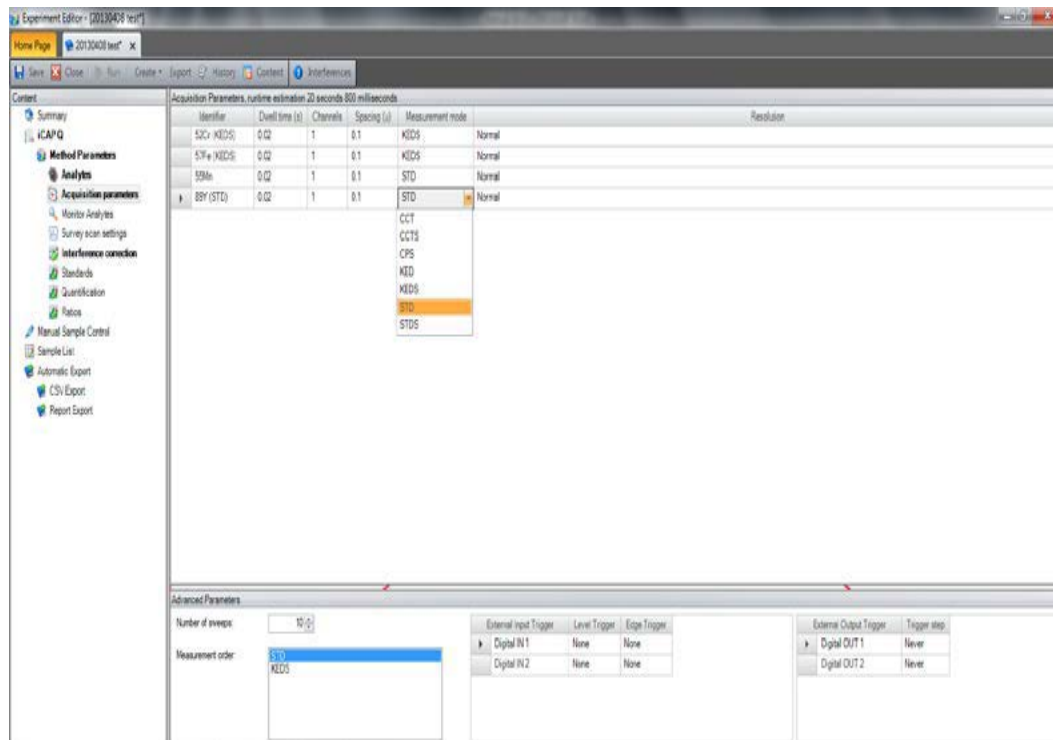 Experiment Editor - [20130408 test*]
Home Page 20130408 test* x
Save Close Run Create Export History Content Interferences
Content
Summary
iCAP Q
Method Parameters
Analytes
Acquisition parameters
Monitor Analytes
Survey scan settings
Interference correction
Standards
Quantification
Ratios
Manual Sample Control
Sample List
Automatic Export
CSV Export
Report Export
Acquisition Parameters, runtime estimation 20 seconds 800 milliseconds
Identifier Dwell time (s) Channels Spacing (u) Measurement mode Resolution
52Cr (KEDS) 0.02 1 0.1 KEDS Normal
57Fe (KEDS) 0.02 1 0.1 KEDS Normal
55Mn 0.02 1 0.1 STD Normal
89Y (STD) 0.02 1 0.1 STD Normal
CCT
CCTS
CPS
KED
KEDS
STD
STDS
Advanced Parameters
Number of sweeps: 10
Measurement order:
STD
KEDS
External Input Trigger Level Trigger Edge Trigger
Digital IN 1 None None
Digital IN 2 None None
External Output Trigger Trigger step
Digital OUT 1 Never
Digital OUT 2 Never